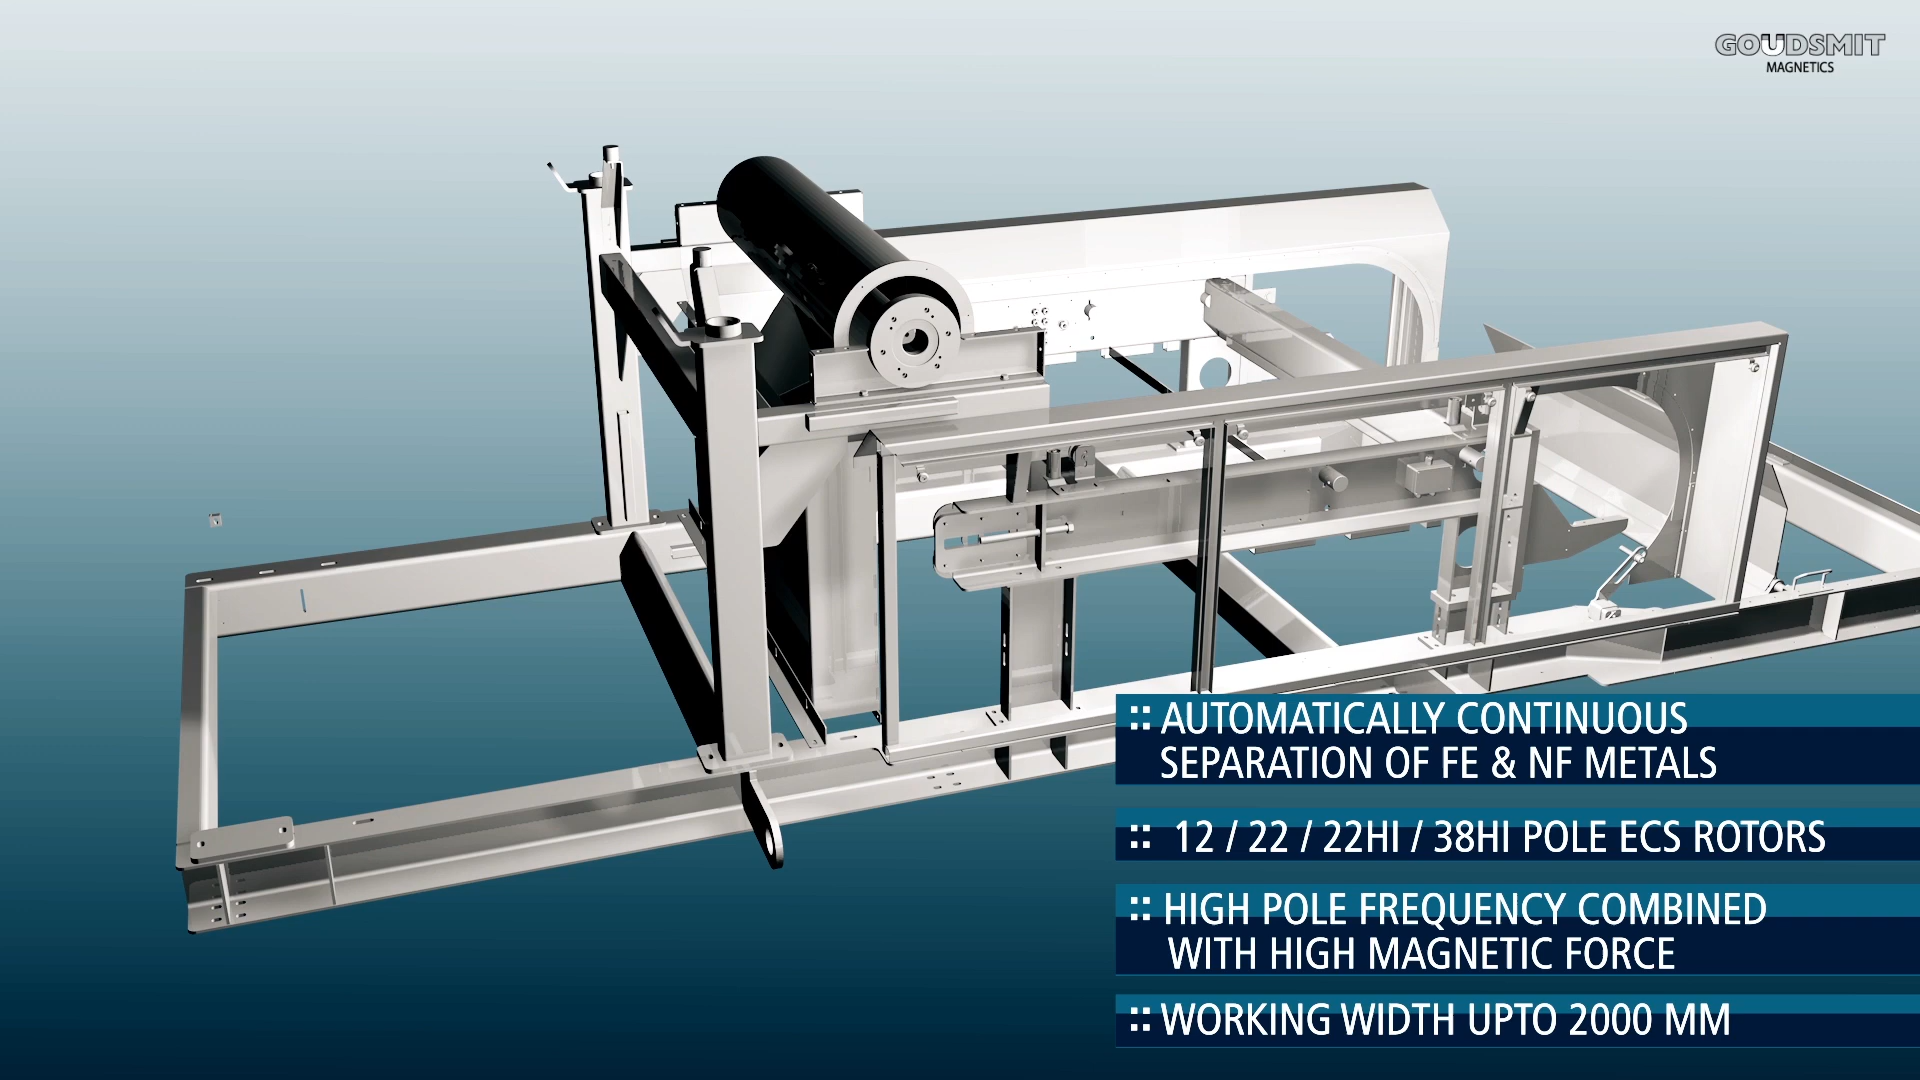 GOUDSMIT
MAGNETICS
:: AUTOMATICALLY CONTINUOUS
SEPARATION OF FE & NF METALS
:: 12 / 22 / 22HI / 38HI POLE ECS ROTORS
:: HIGH POLE FREQUENCY COMBINED
WITH HIGH MAGNETIC FORCE
:: WORKING WIDTH UPTO 2000 MM